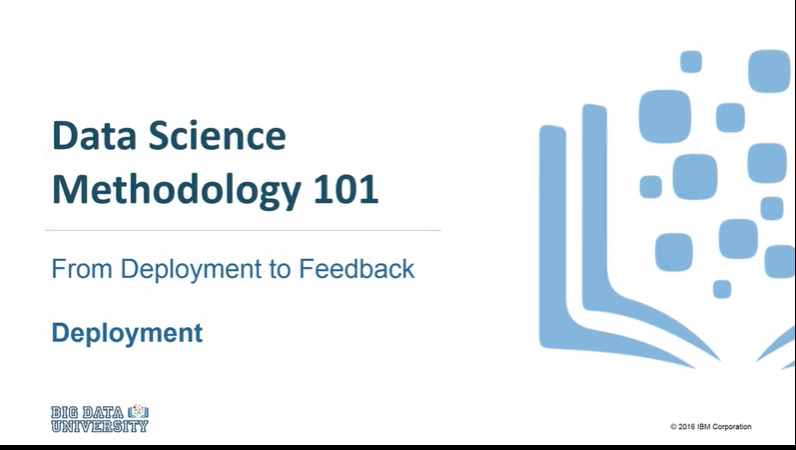 Data Science
Methodology 101
From Deployment to Feedback
Deployment
BIG DATA
UNIVERSITY
© 2016 IBM Corporation